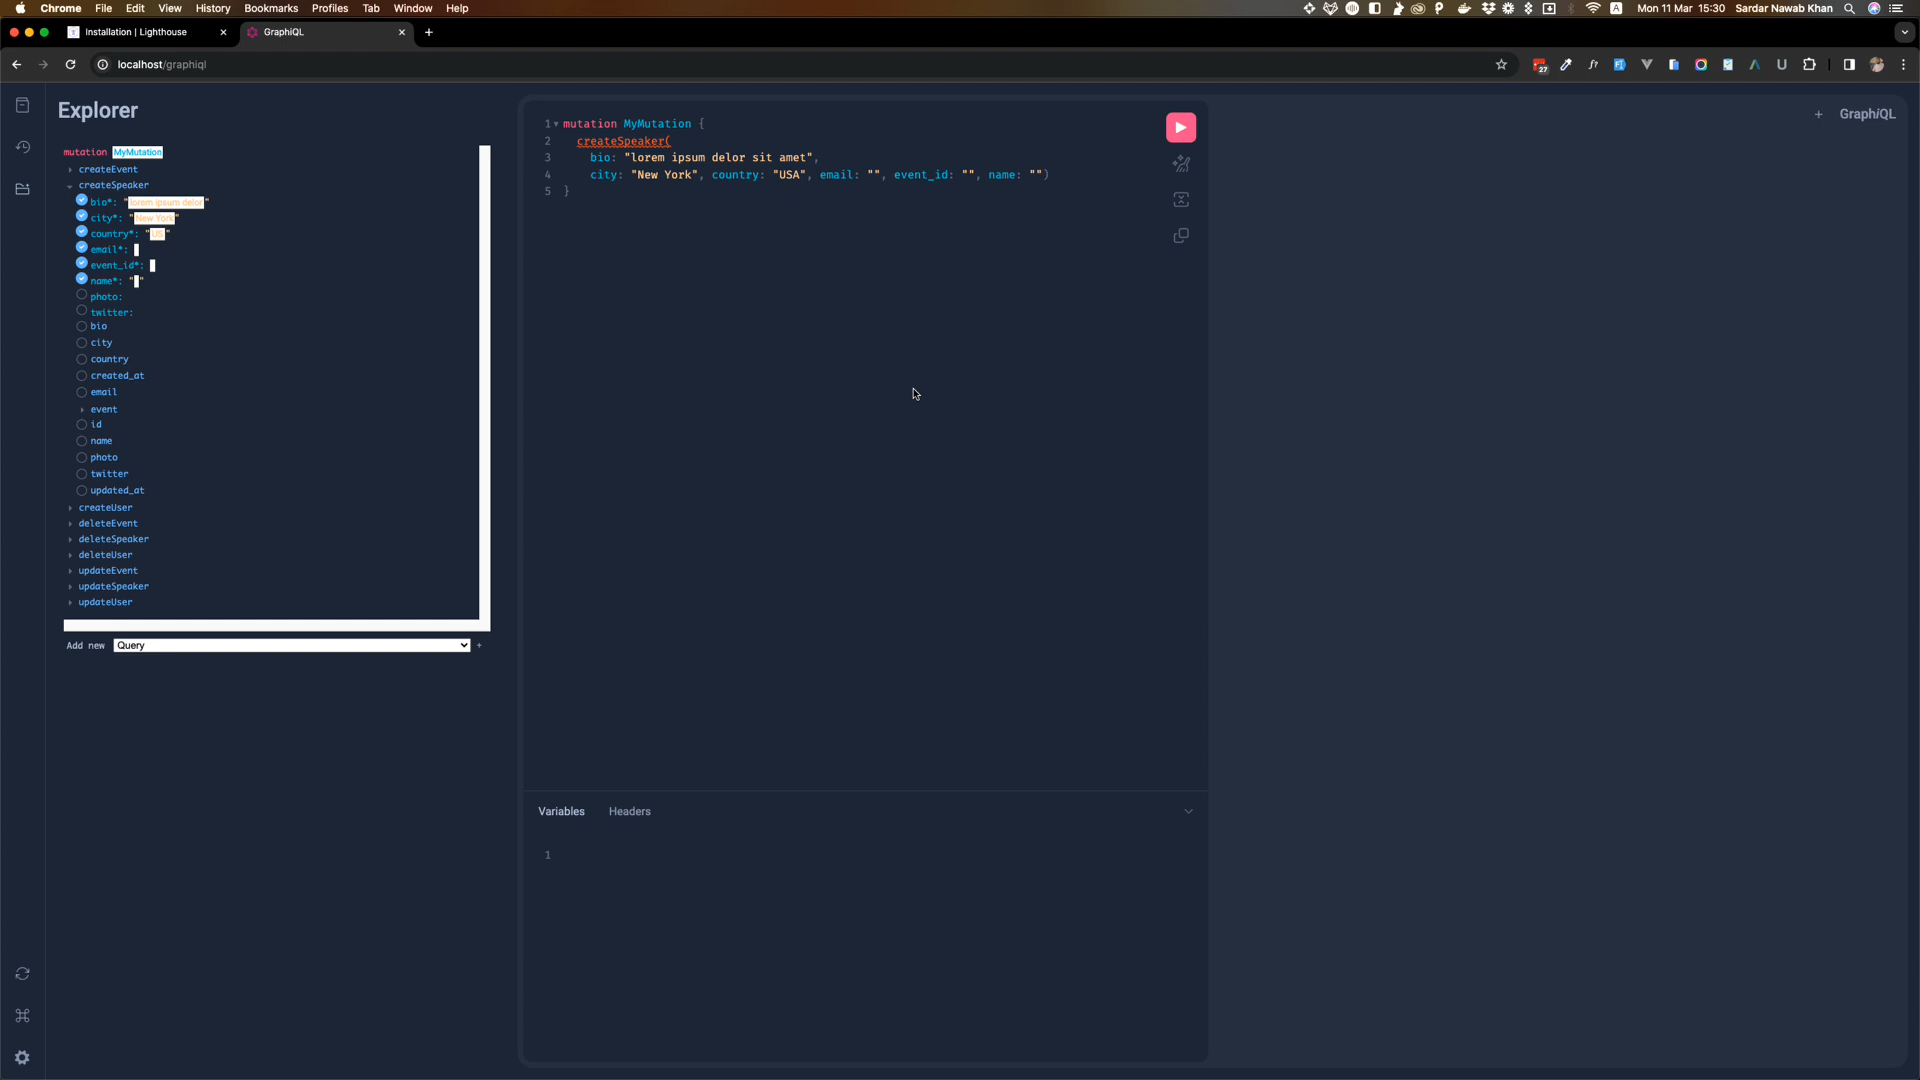 Chrome File Edit View History Bookmarks Profiles Tab Window Help
Mon 11 Mar 15:30 Sardar Nawab Khan
Installation | Lighthouse
GraphiQL
localhost/graphiql
27
Explorer
GraphiQL
mutation MyMutation
createEvent
createSpeaker
bio*: "lorem ipsum delor"
city*: "New York"
country*: "US"
email*:
event_id*:
name*: ""
photo:
twitter:
bio
city
country
created_at
email
event
id
name
photo
twitter
updated_at
createUser
deleteEvent
deleteSpeaker
deleteUser
updateEvent
updateSpeaker
updateUser
Add new Query +
1 mutation MyMutation {
2 createSpeaker(
3 bio: "lorem ipsum delor sit amet",
4 city: "New York", country: "USA", email: "", event_id: "", name: "")
5 }
Variables Headers
1